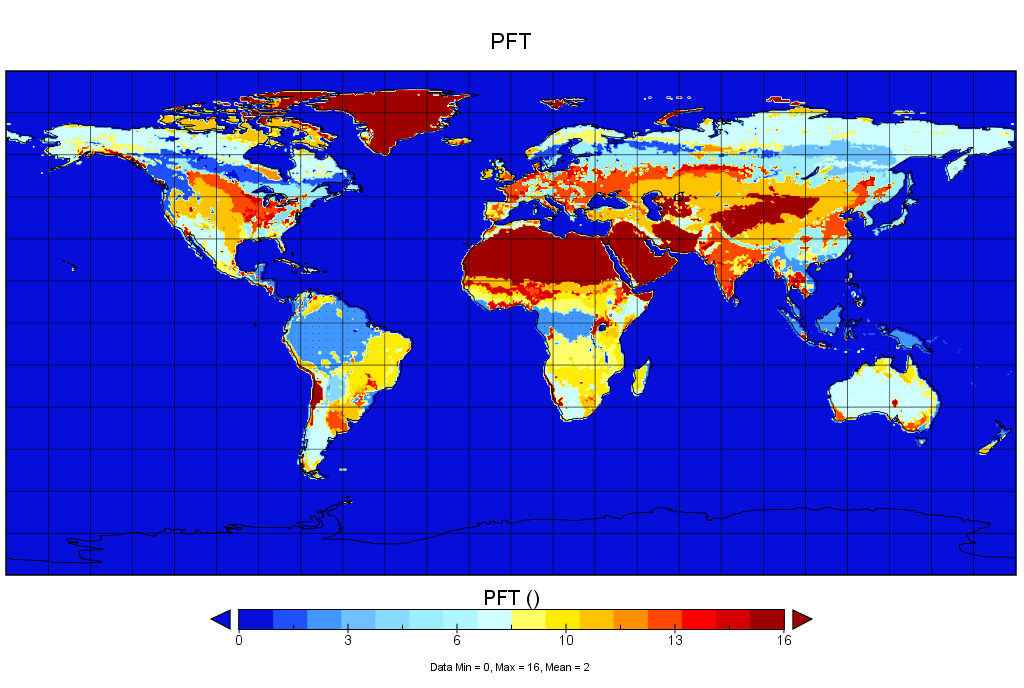 PFT
PFT ()
0 3 6 10 13 16
Data Min = 0, Max = 16, Mean = 2